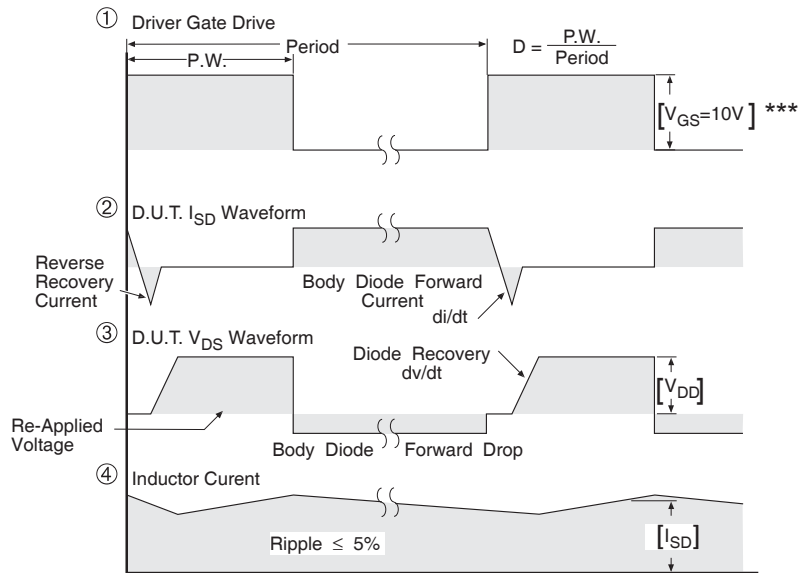 ① Driver Gate Drive
Period
P.W.
D = P.W. / Period
[VGS=10V] ***
② D.U.T. ISD Waveform
Reverse
Recovery
Current
Body Diode Forward
Current
di/dt
③ D.U.T. VDS Waveform
Diode Recovery
dv/dt
[VDD]
Re-Applied
Voltage
Body Diode Forward Drop
④ Inductor Curent
Ripple ≤ 5%
[ISD]